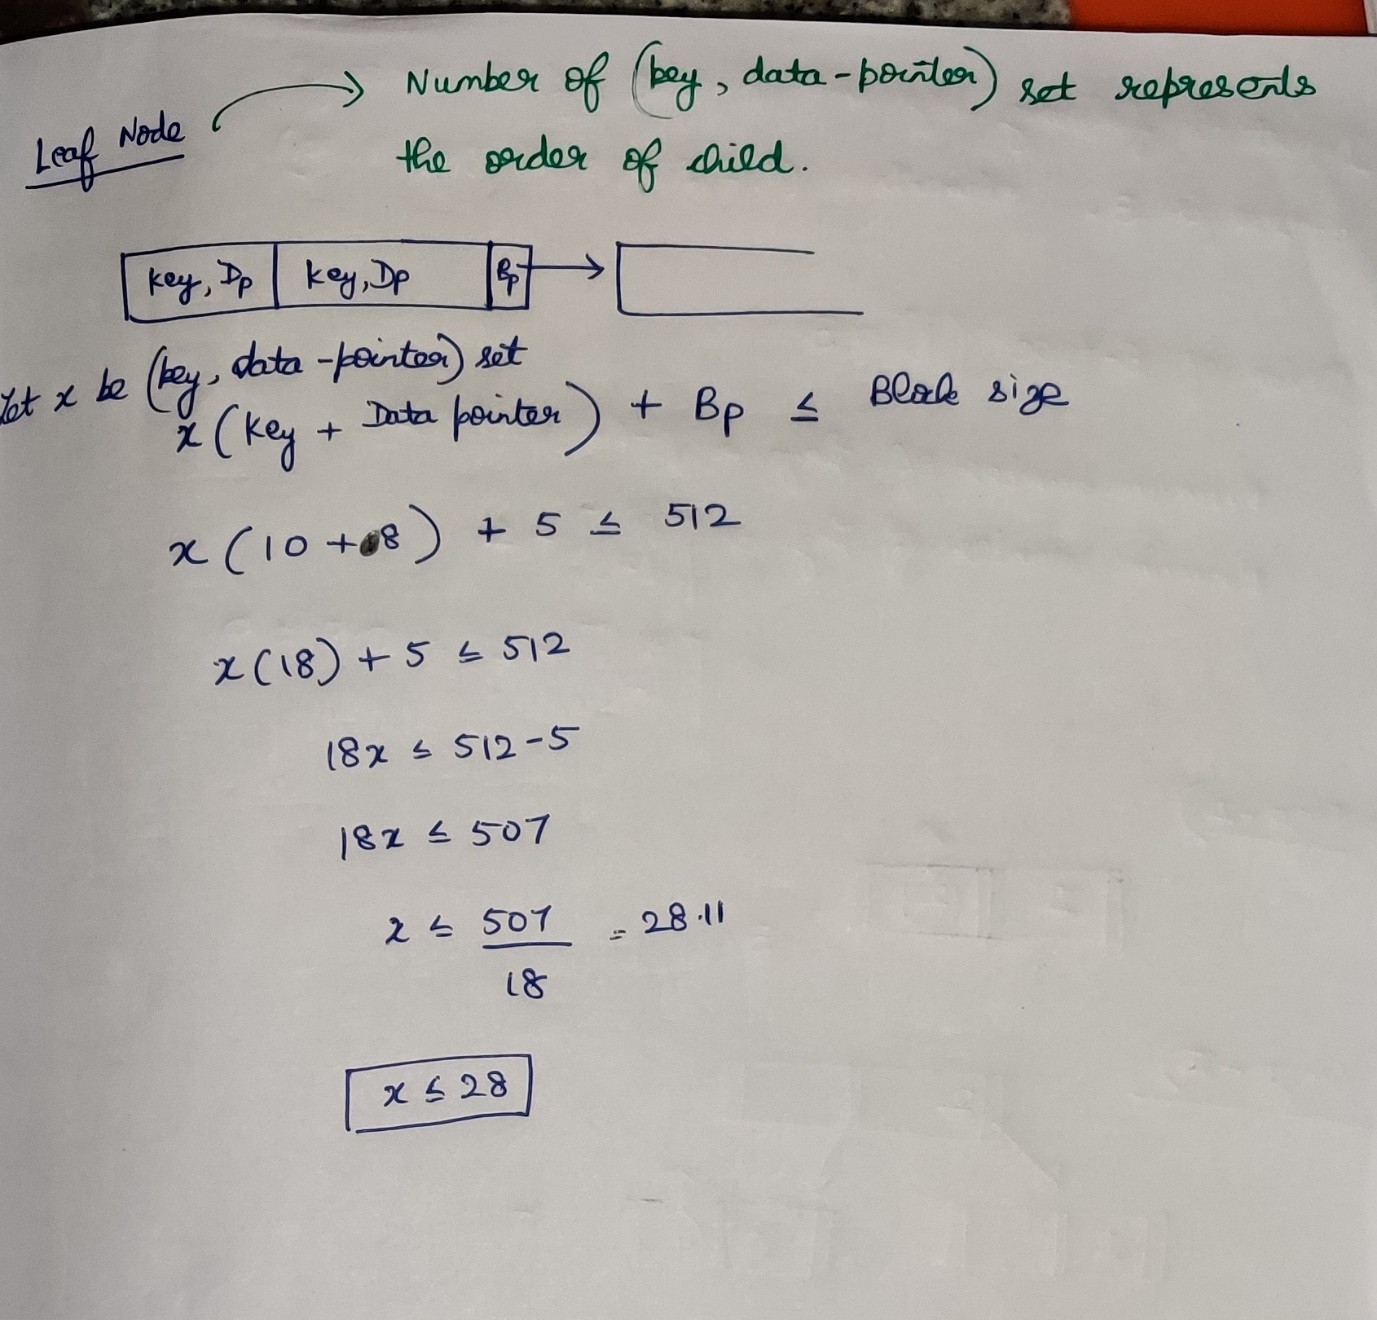 Leaf Node → Number of (key, data-pointer) set represents
the order of child.
key, Dp | key, Dp | Bp →
Let x be (key, data-pointer) set
x (key + Data pointer) + Bp ≤ Block size
x (10 + 8) + 5 ≤ 512
x (18) + 5 ≤ 512
18x ≤ 512-5
18x ≤ 507
x ≤ 507/18 = 28.11
x ≤ 28